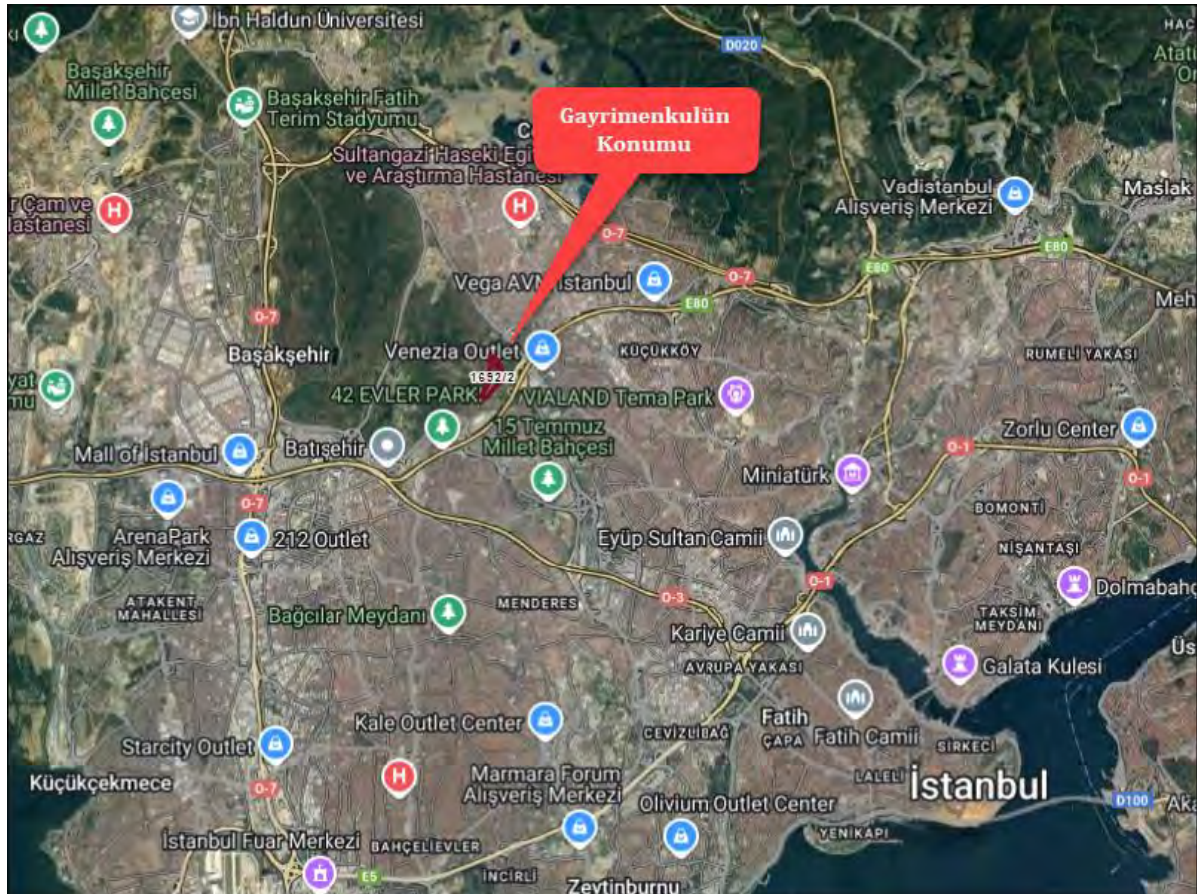 İbn Haldun Üniversitesi
D020
Başakşehir
Millet Bahçesi
Başakşehir Fatih
Terim Stadyumu
Gayrimenkulün
Konumu
Sultangazi Haseki Eği
ve Araştırma Hastanesi
r Çam ve
Hastanesi
H
H
Vadistanbul
Alışveriş Merkezi
Maslak
O-7
E80
E80
O-7
Vega AVM İstanbul
E80
Meh
O-7
Başakşehir
Venezia Outlet
KÜÇÜKKÖY
RUMELİ YAKASI
1652/2
42 EVLER PARKI
VIALAND Tema Park
15 Temmuz
Millet Bahçesi
Zorlu Center
Mall of İstanbul
Batışehir
O-1
Miniatürk
O-1
O-7
BOMONTİ
ArenaPark
Alışveriş Merkezi
212 Outlet
Eyüp Sultan Camii
NİŞANTAŞI
O-1
Dolmabahç
ATAKENT
MAHALLESİ
Bağcılar Meydanı
MENDERES
O-3
TAKSİM
MEYDANI
Kariye Camii
AVRUPA YAKASI
Galata Kulesi
Üs
Kale Outlet Center
CEVİZLİBAĞ
Fatih
ÇAPA
Fatih Camii
SİRKECİ
Starcity Outlet
LALELİ
Küçükçekmece
H
O-7
Marmara Forum
Alışveriş Merkezi
Olivium Outlet Center
İstanbul
D100
Aka
YENİKAPI
İstanbul Fuar Merkezi
BAHÇELİEVLER
E5
İNCİRLİ
Zeytinburnu